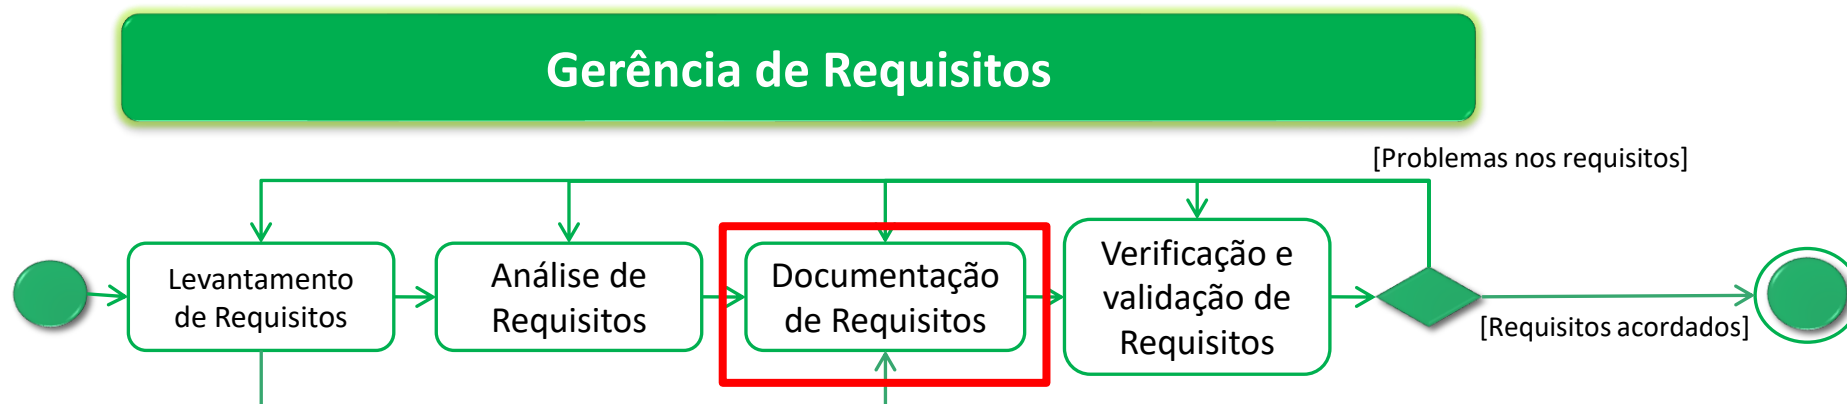 Gerência de Requisitos
[Problemas nos requisitos]
Levantamento
de Requisitos
Análise de
Requisitos
Documentação
de Requisitos
Verificação e
validação de
Requisitos
[Requisitos acordados]